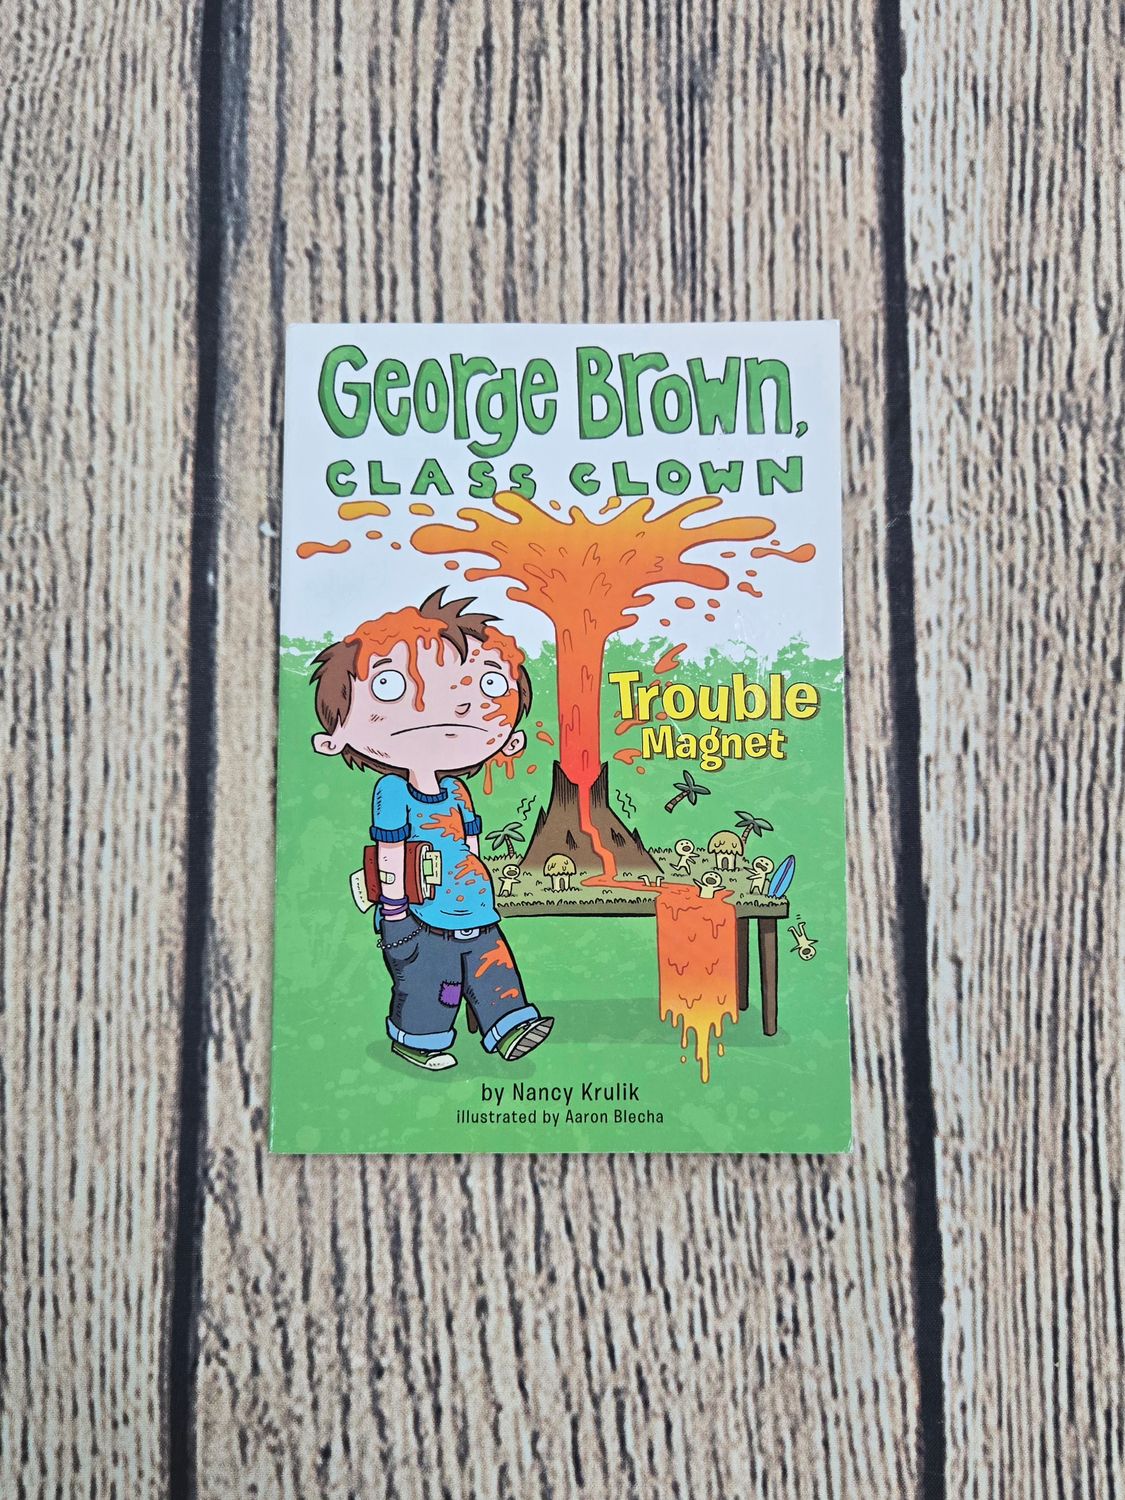 George Brown,
CLASS CLOWN
Trouble
Magnet
by Nancy Krulik
illustrated by Aaron Blecha